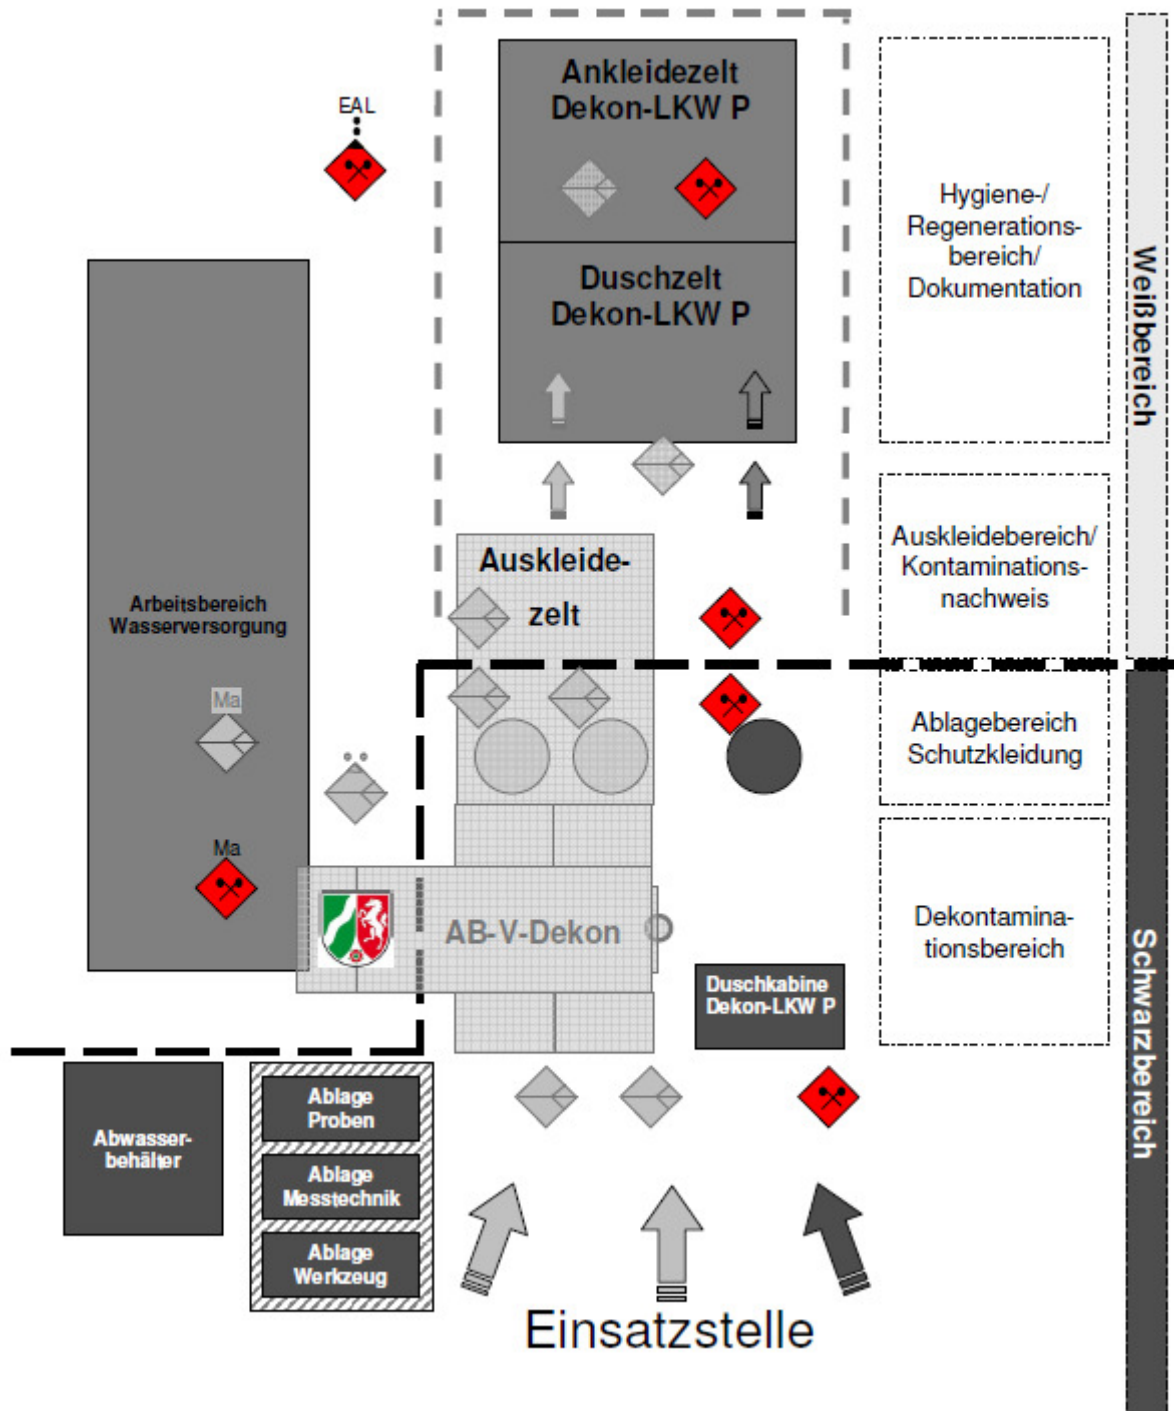 EAL
Ankleidezelt
Dekon-LKW P
Duschzelt
Dekon-LKW P
Hygiene-/
Regenerations-
bereich/
Dokumentation
Weißbereich
Auskleide-
zelt
Auskleidebereich/
Kontaminations-
nachweis
Arbeitsbereich
Wasserversorgung
Ma
Ma
Ablagebereich
Schutzkleidung
AB-V-Dekon
Dekontamina-
tionsbereich
Duschkabine
Dekon-LKW P
Schwarzbereich
Abwasser-
behälter
Ablage
Proben
Ablage
Messtechnik
Ablage
Werkzeug
Einsatzstelle